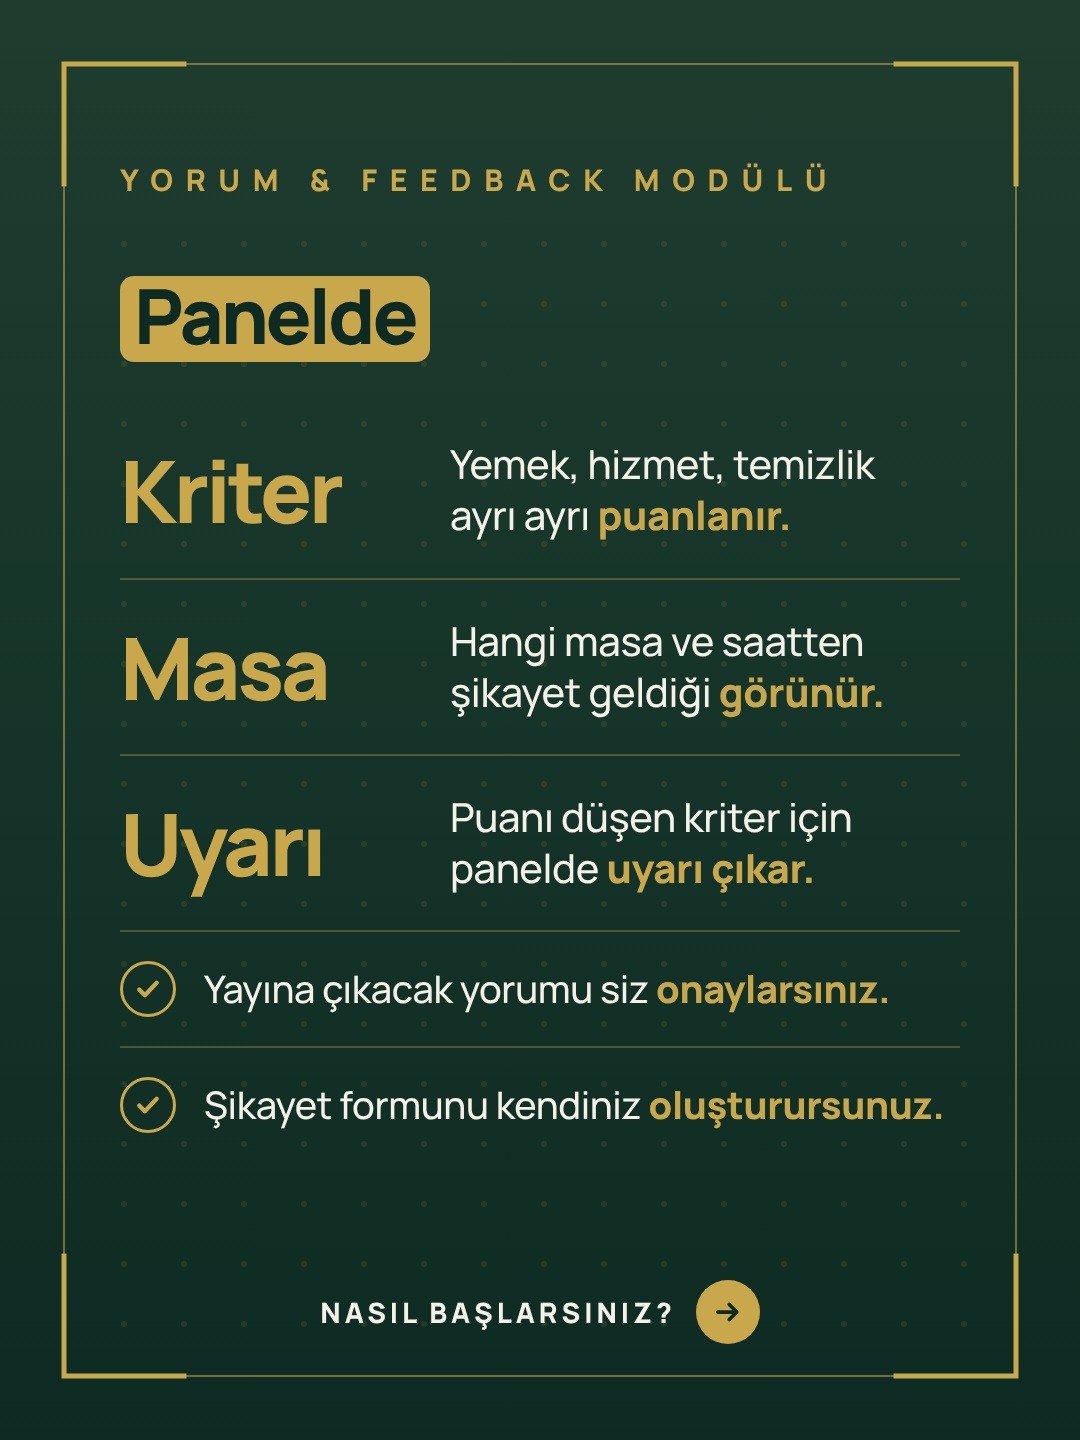 YORUM & FEEDBACK MODÜLÜ
Panelde
Kriter
Yemek, hizmet, temizlik
ayrı ayrı puanlanır.
Masa
Hangi masa ve saatten
şikayet geldiği görünür.
Uyarı
Puanı düşen kriter için
panelde uyarı çıkar.
Yayına çıkacak yorumu siz onaylarsınız.
Şikayet formunu kendiniz oluşturursunuz.
NASIL BAŞLARSINIZ?